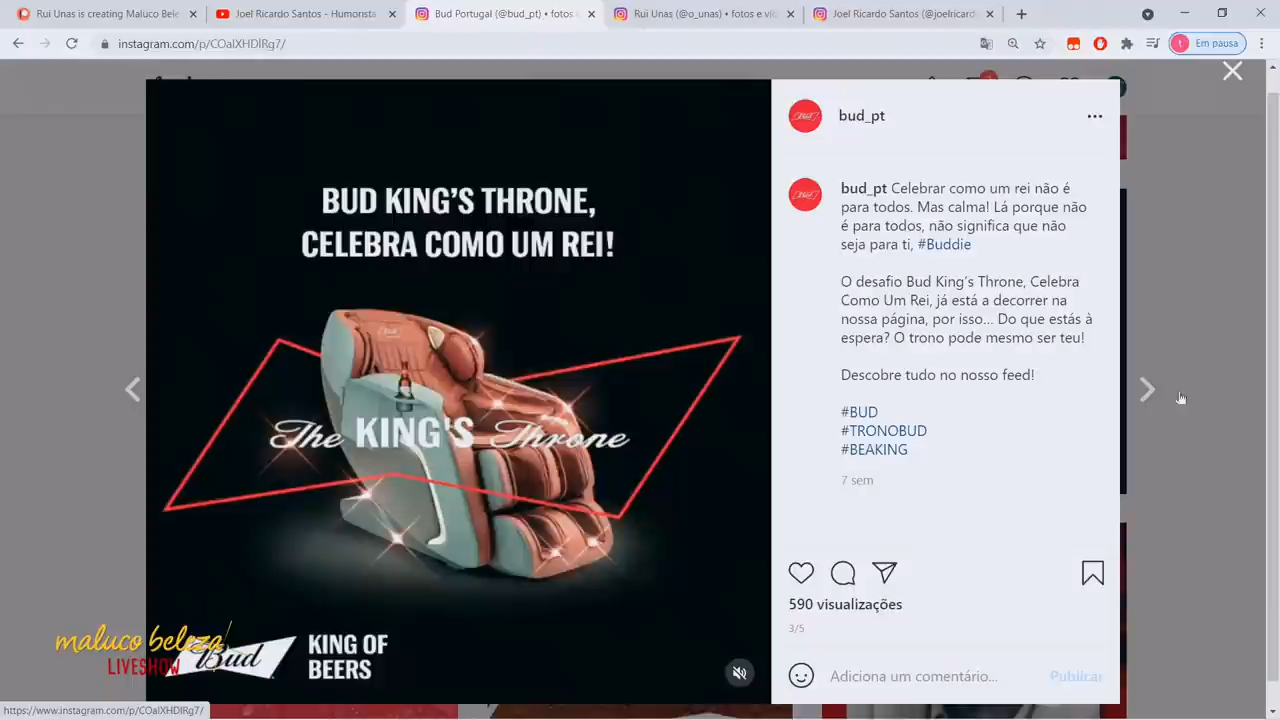 Rui Unas is creating Maluco Bele
Joel Ricardo Santos - Humorista
Bud Portugal (@bud_pt) • fotos e
Rui Unas (@o_unas) • fotos e víd
Joel Ricardo Santos (@joelricard
instagram.com/p/COalXHDlRg7/
t
Em pausa
BUD KING'S THRONE,
CELEBRA COMO UM REI!
The KING'S Throne
maluco beleza
LIVESHOW
Bud
KING OF
BEERS
bud_pt
bud_pt Celebrar como um rei não é
para todos. Mas calma! Lá porque não
é para todos, não significa que não
seja para ti, #Buddie
O desafio Bud King's Throne, Celebra
Como Um Rei, já está a decorrer na
nossa página, por isso... Do que estás à
espera? O trono pode mesmo ser teu!
Descobre tudo no nosso feed!
#BUD
#TRONOBUD
#BEAKING
7 sem
590 visualizações
3/5
Adiciona um comentário...
Publicar
https://www.instagram.com/p/COalXHDlRg7/